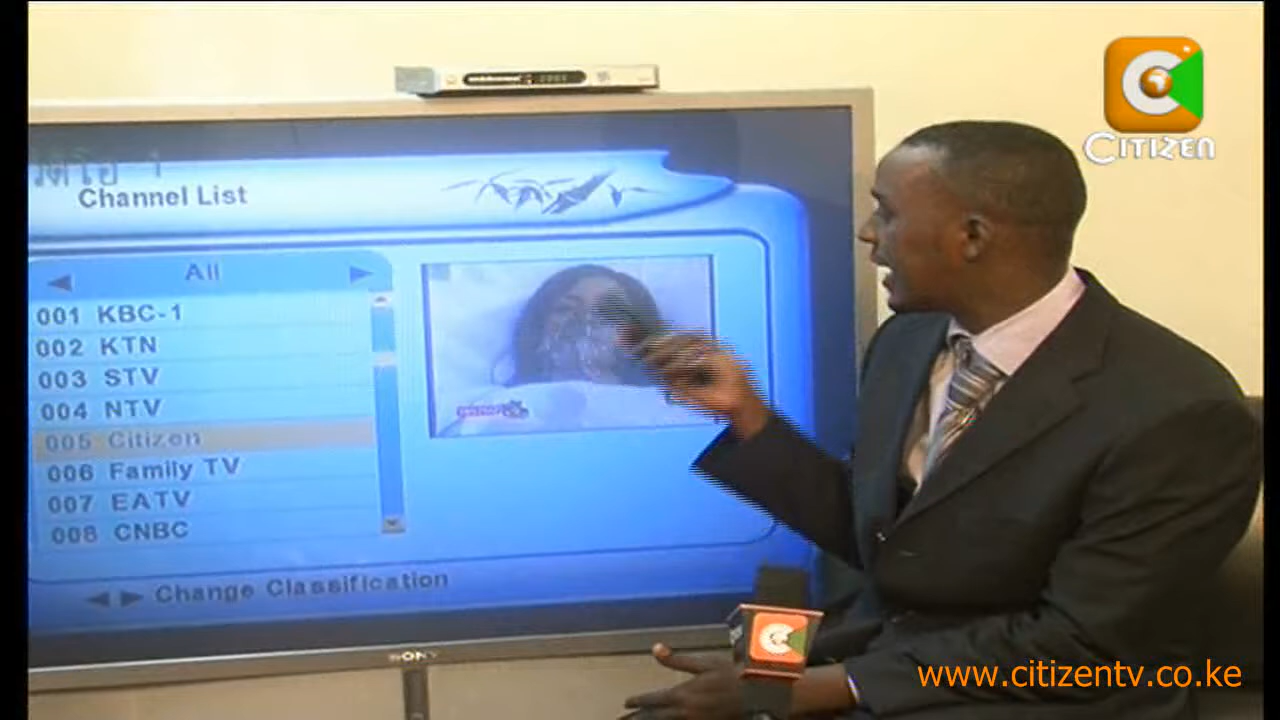 CITIZEN
Channel List
All
001 KBC-1
002 KTN
003 STV
004 NTV
005 Citizen
006 Family TV
007 EATV
008 CNBC
Change Classification
SONY
www.citizentv.co.ke